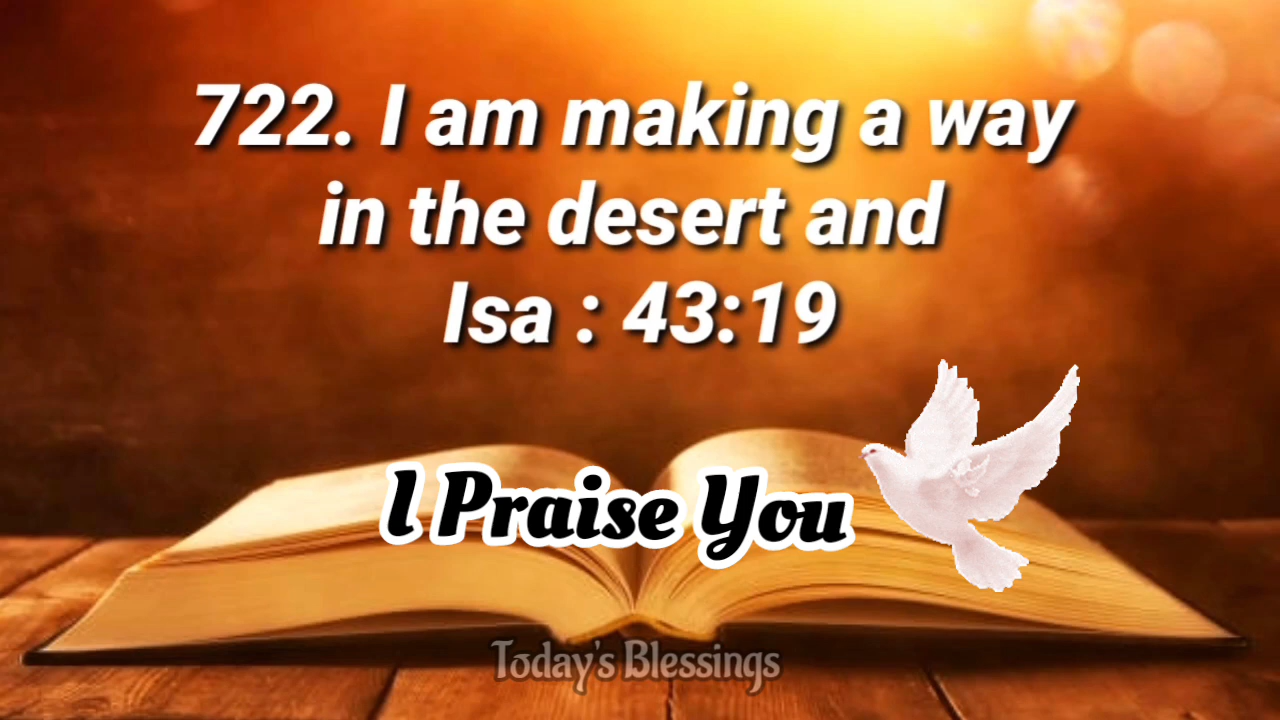 722. I am making a way
in the desert and
Isa : 43:19
I Praise You
Today's Blessings